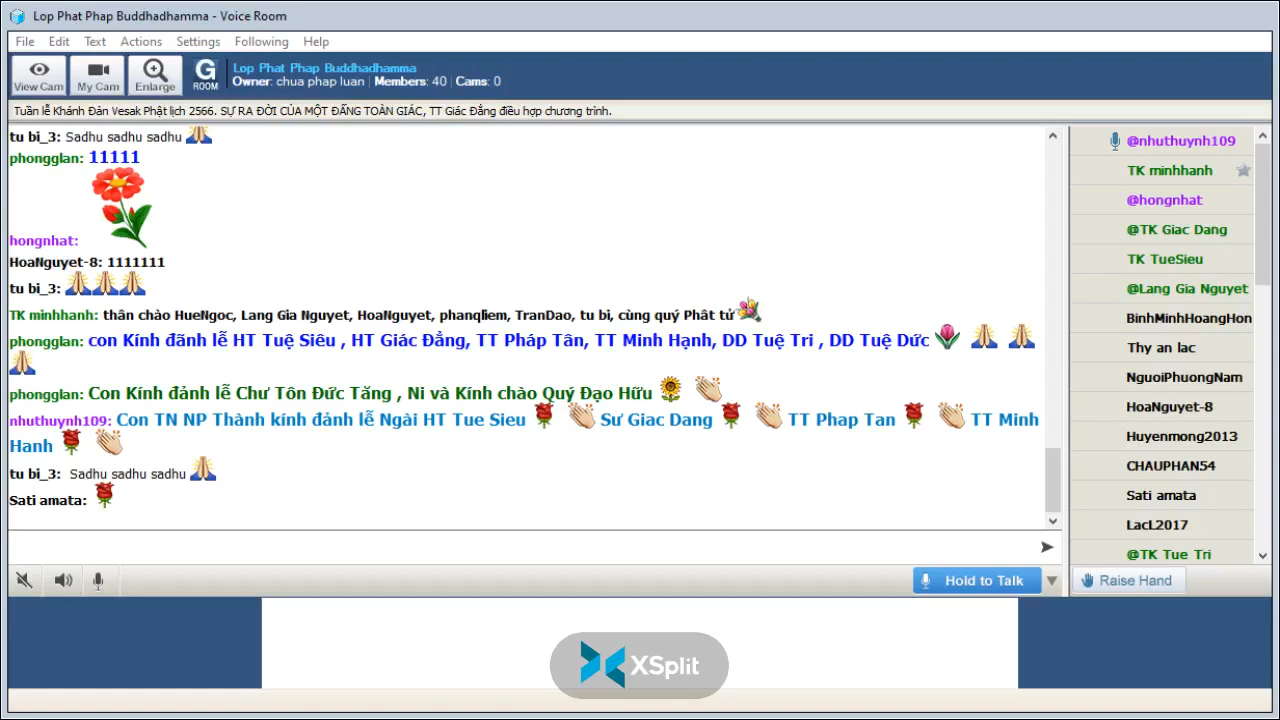 Lop Phat Phap Buddhadhamma - Voice Room
File Edit Text Actions Settings Following Help
View Cam My Cam Enlarge G ROOM
Lop Phat Phap Buddhadhamma
Owner: chua phap luan | Members: 40 | Cams: 0
Tuần lễ Khánh Đản Vesak Phật lịch 2566. SỰ RA ĐỜI CỦA MỘT ĐẤNG TOÀN GIÁC, TT Giác Đẳng điều hợp chương trình.
tu bi_3: Sadhu sadhu sadhu
phongglan: 11111
hongnhat:
HoaNguyet-8: 1111111
tu bi_3:
TK minhhanh: thân chào HueNgoc, Lang Gia Nguyet, HoaNguyet, phanqliem, TranDao, tu bi, cùng quý Phât tử
phongglan: con Kính đãnh lễ HT Tuệ Siêu , HT Giác Đẳng, TT Pháp Tân, TT Minh Hạnh, DD Tuệ Tri , DD Tuệ Dức
phongglan: Con Kính đảnh lễ Chư Tôn Đức Tăng , Ni và Kính chào Quý Đạo Hữu
nhuthuynh109: Con TN NP Thành kính đảnh lễ Ngài HT Tue Sieu Sư Giac Dang TT Phap Tan TT Minh
Hanh
tu bi_3: Sadhu sadhu sadhu
Sati amata:
@nhuthuynh109
TK minhhanh
@hongnhat
@TK Giac Dang
TK TueSieu
@Lang Gia Nguyet
BinhMinhHoangHon
Thy an lac
NguoiPhuongNam
HoaNguyet-8
Huyenmong2013
CHAUPHAN54
Sati amata
LacL2017
@TK Tue Tri
Hold to Talk
Raise Hand
XSplit